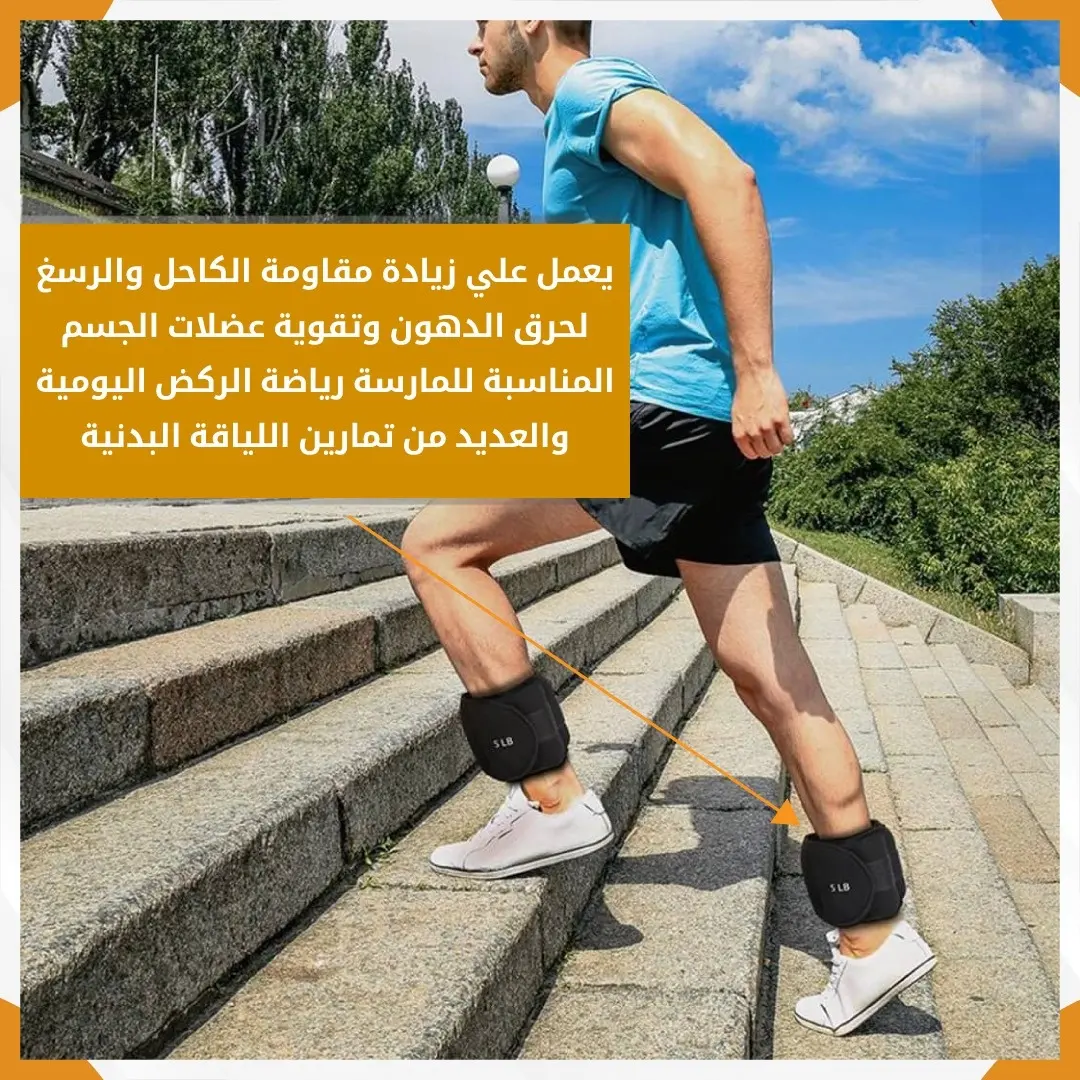 يعمل علي زيادة مقاومة الكاحل والرسغ
لحرق الدهون وتقوية عضلات الجسم
المناسبة للمارسة رياضة الركض اليومية
والعديد من تمارين اللياقة البدنية
5 LB
5 LB